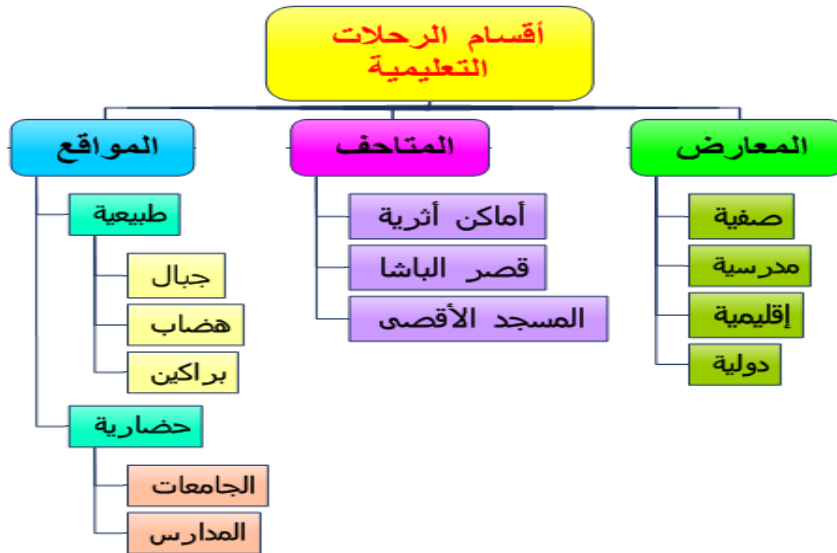 أقسام الرحلات
التعليمية
المعارض
صفية
مدرسية
إقليمية
دولية
المتاحف
أماكن أثرية
قصر الباشا
المسجد الأقصى
المواقع
طبيعية
جبال
هضاب
براكين
حضارية
الجامعات
المدارس